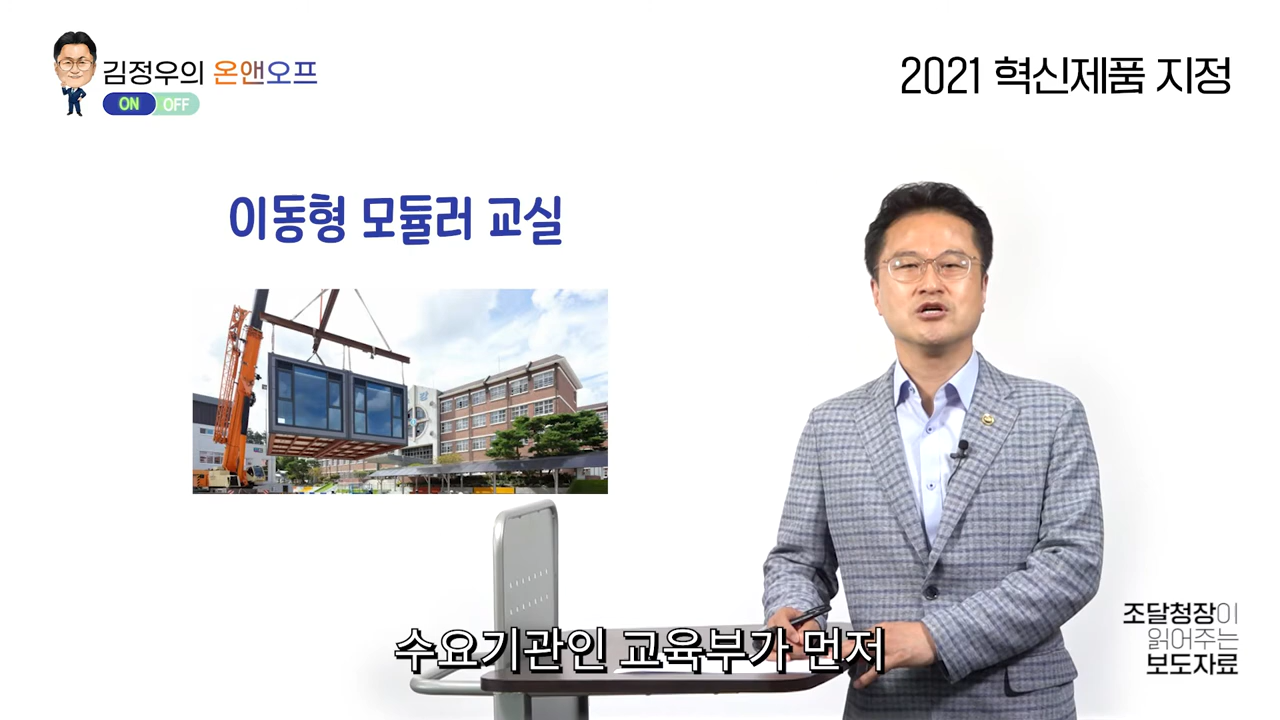 김정우의 온앤오프
ON OFF
2021 혁신제품 지정
이동형 모듈러 교실
조달청장이
읽어주는
보도자료
수요기관인 교육부가 먼저